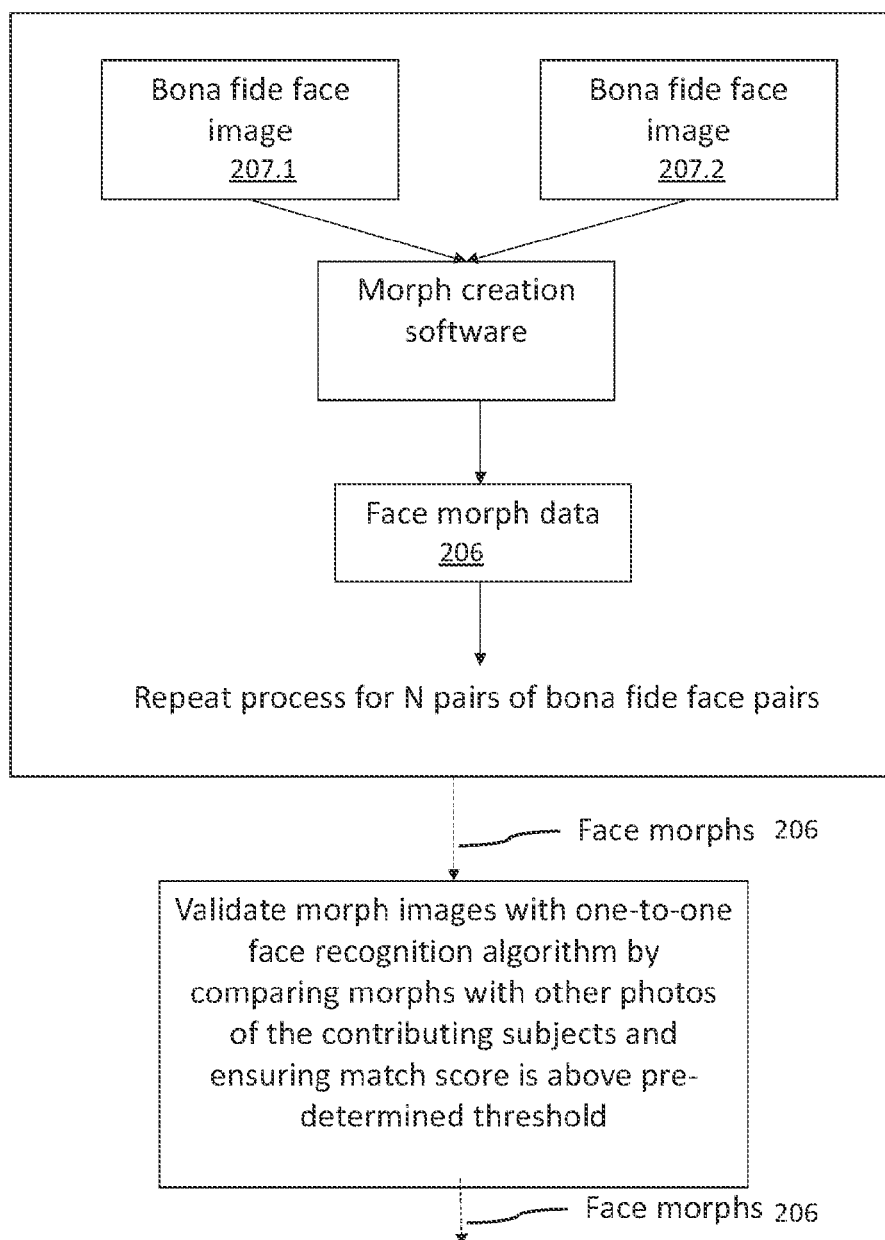 Bona fide face
image
207.1
Bona fide face
image
207.2
Morph creation
software
Face morph data
206
Repeat process for N pairs of bona fide face pairs
Face morphs 206
Validate morph images with one-to-one
face recognition algorithm by
comparing morphs with other photos
of the contributing subjects and
ensuring match score is above pre-
determined threshold
Face morphs 206